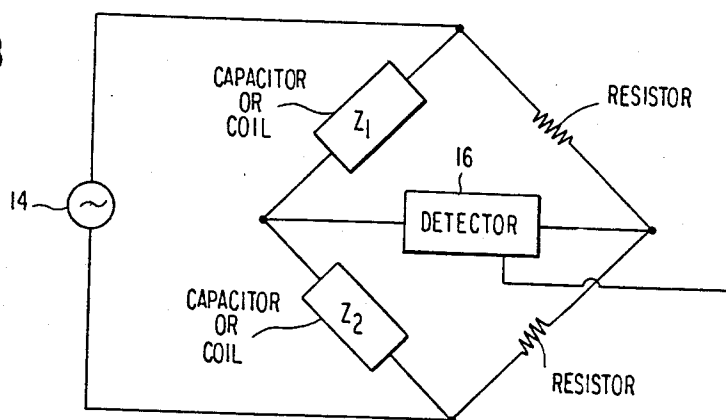 CAPACITOR
OR
COIL
Z1
RESISTOR
16
14
DETECTOR
CAPACITOR
OR
COIL
Z2
RESISTOR